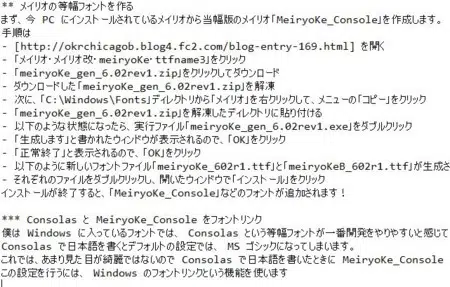 ** メイリオの等幅フォントを作る
まず、今 PC にインストールされているメイリオから当幅版のメイリオ「MeiryoKe_Console」を作成します。
手順は
- [http://okrchicagob.blog4.fc2.com/blog-entry-169.html] を開く
- 「メイリオ・メイリオ改・meiryoKe・ttfname3」をクリック
- 「meiryoKe_gen_6.02rev1.zip」をクリックしてダウンロード
- ダウンロードした「meiryoKe_gen_6.02rev1.zip」を解凍
- 次に、「C:\Windows\Fonts」ディレクトリから「メイリオ」を右クリックして、メニューの「コピー」をクリック
- 「meiryoKe_gen_6.02rev1.zip」を解凍したディレクトリに貼り付ける
- 以下のような状態になったら、実行ファイル「meiryoKe_gen_6.02rev1.exe」をダブルクリック
- 「生成します」と書かれたウィンドウが表示されるので、「OK」をクリック
- 「正常終了」と表示されるので、「OK」をクリック
- 以下のように新しいフォントファイル「meiryoKe_602r1.ttf」と「meiryoKeB_602r1.ttf」が生成さ
- それぞれのファイルをダブルクリックし、開いたウィンドウで「インストール」をクリック
インストールが終了すると、「MeiryoKe_Console」などのフォントが追加されます！
*** Consolas と MeiryoKe_Console をフォントリンク
僕は Windows に入っているフォントでは、 Consolas という等幅フォントが一番開発をやりやすいと感じて
Consolas で日本語を書くとデフォルトの設定では、 MS ゴシックになってしまいます。
これでは、あまり見た目が綺麗ではないので Consolas で日本語を書いたときに MeiryoKe_Console
この設定を行うには、 Windows のフォントリンクという機能を使います